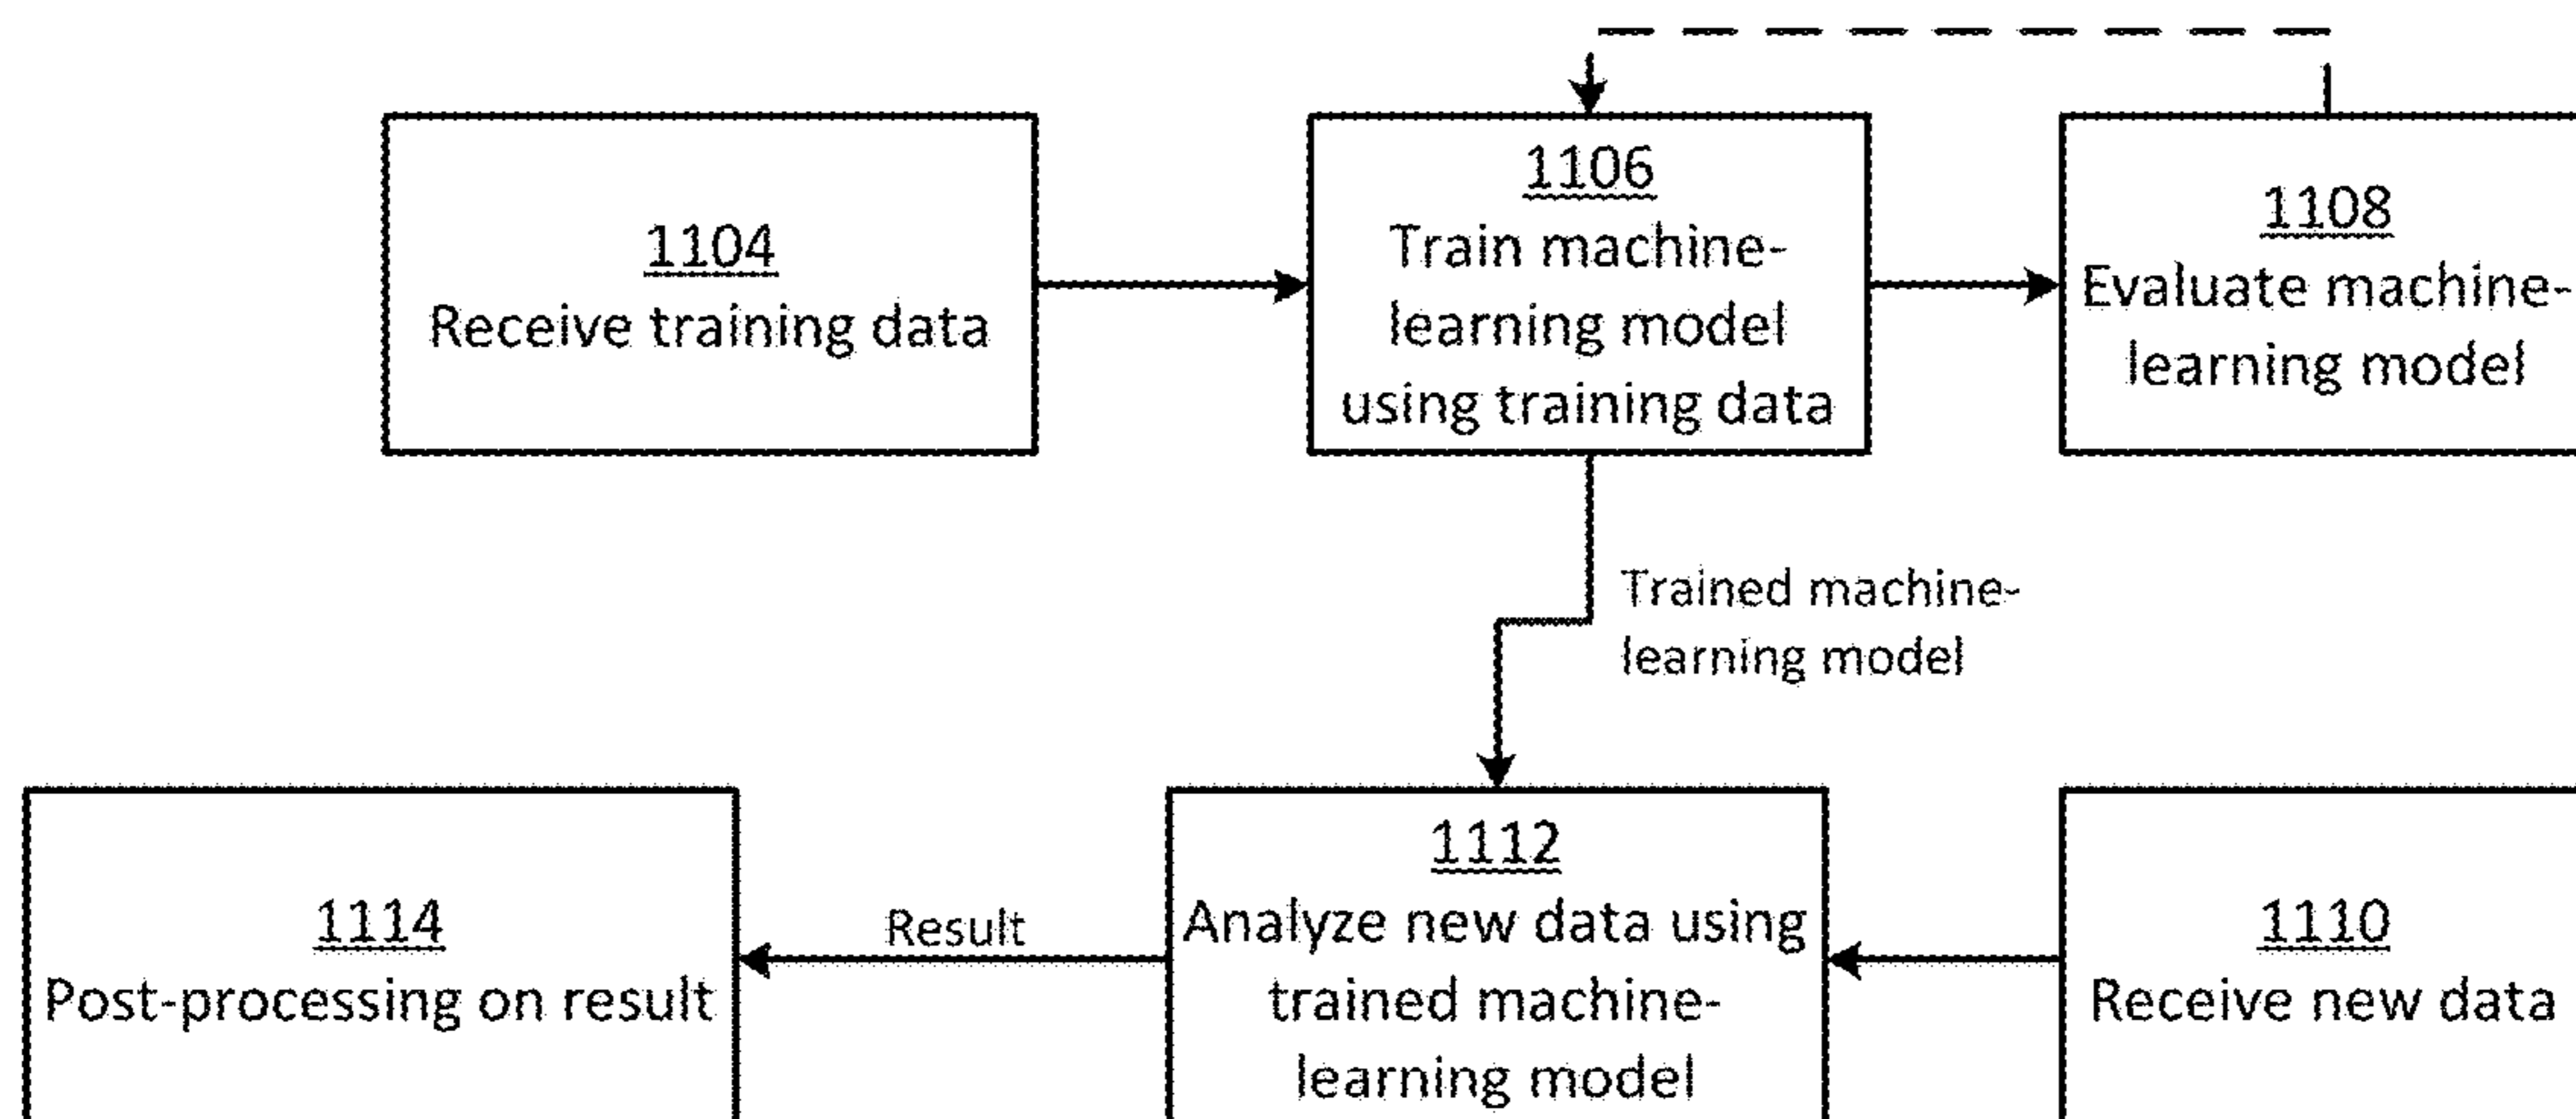 1104
Receive training data
1106
Train machine-
learning model
using training data
1108
Evaluate machine-
learning model
Trained machine-
learning model
1114
Post-processing on result
Result
1112
Analyze new data using
trained machine-
learning model
1110
Receive new data